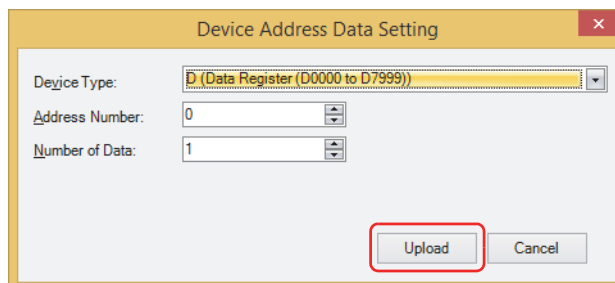 Device Address Data Setting
Device Type: D (Data Register (D0000 to D7999))
Address Number: 0
Number of Data: 1
Upload Cancel